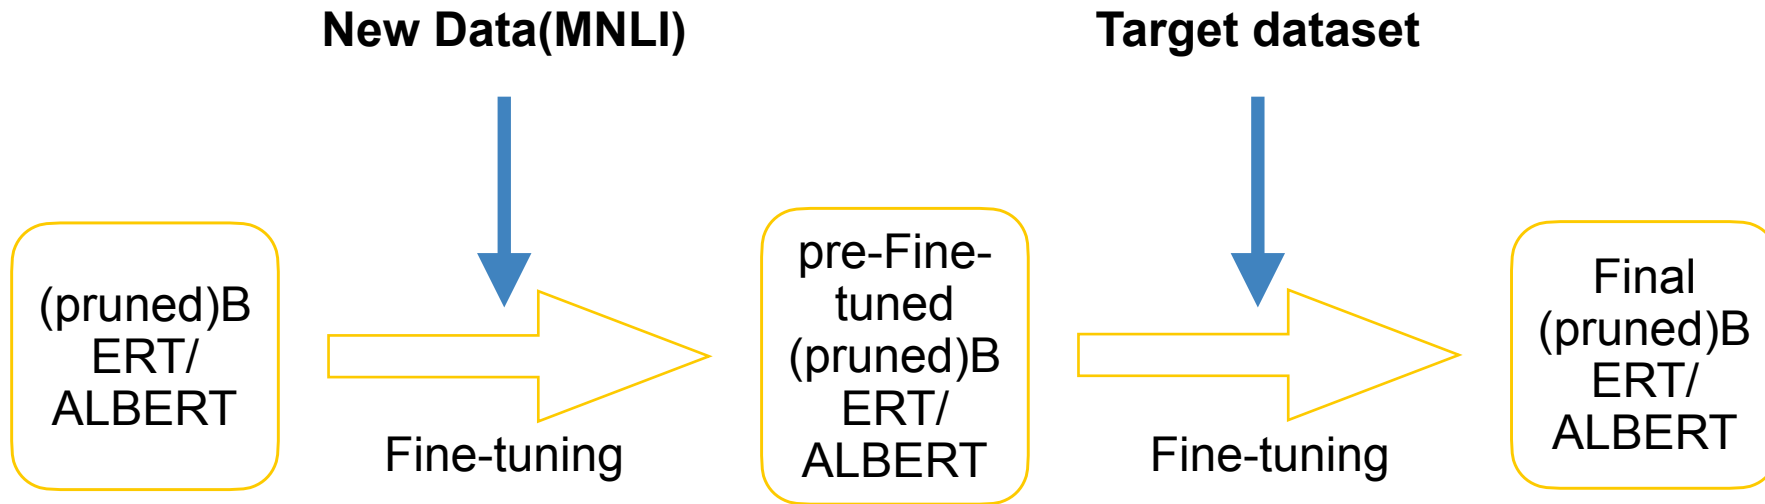 New Data(MNLI)
Target dataset
(pruned)B
ERT/
ALBERT
Fine-tuning
pre-Fine-
tuned
(pruned)B
ERT/
ALBERT
Fine-tuning
Final
(pruned)B
ERT/
ALBERT